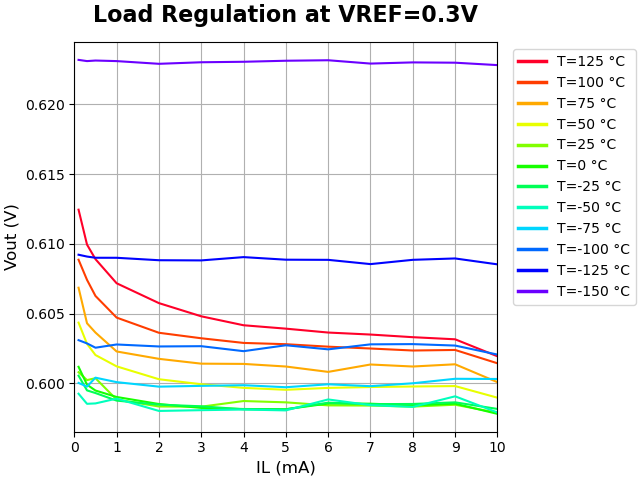 Load Regulation at VREF=0.3V
Vout (V)
0.620
0.615
0.610
0.605
0.600
0 1 2 3 4 5 6 7 8 9 10
IL (mA)
T=125 °C
T=100 °C
T=75 °C
T=50 °C
T=25 °C
T=0 °C
T=-25 °C
T=-50 °C
T=-75 °C
T=-100 °C
T=-125 °C
T=-150 °C